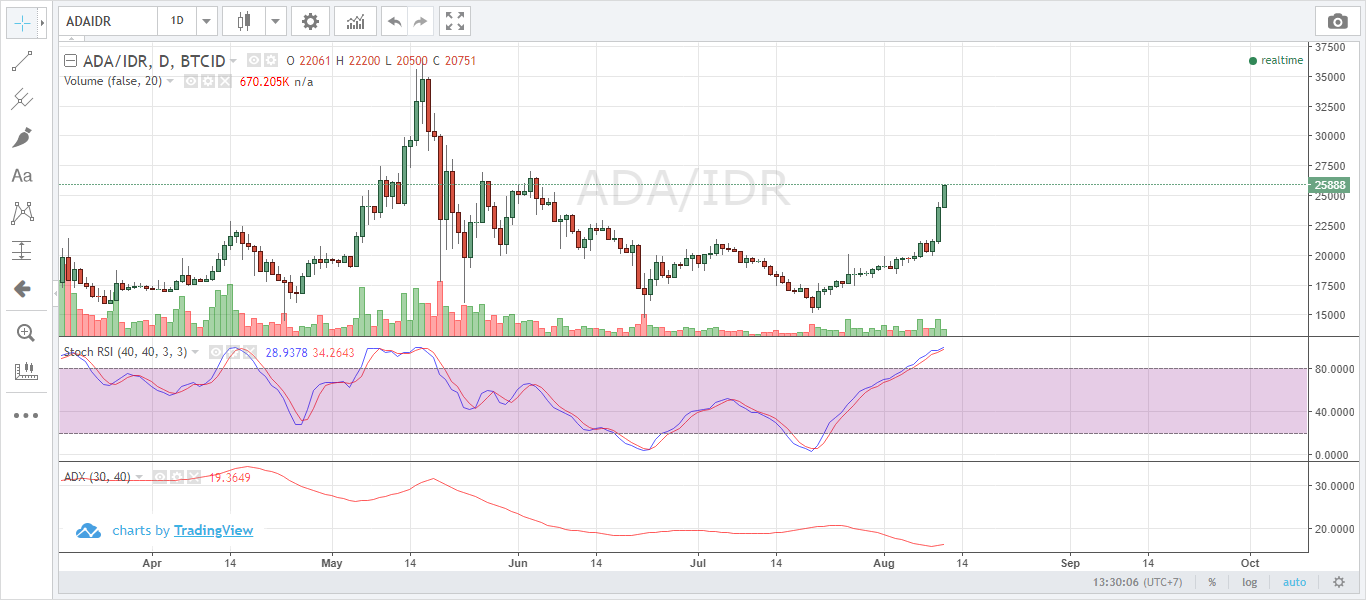 ADAIDR 1D
ADA/IDR, D, BTCID O 22061 H 22200 L 20500 C 20751
realtime
Volume (false, 20) 670.205K n/a
Aa
ADA/IDR
37500
35000
32500
30000
27500
25888
25000
22500
20000
17500
15000
Stoch RSI (40, 40, 3, 3) 28.9378 34.2643
80.0000
40.0000
0.0000
ADX (30, 40) 19.3649
30.0000
20.0000
charts by TradingView
Apr 14 May 14 Jun 14 Jul 14 Aug 14 Sep 14 Oct
13:30:06 (UTC+7) % log auto